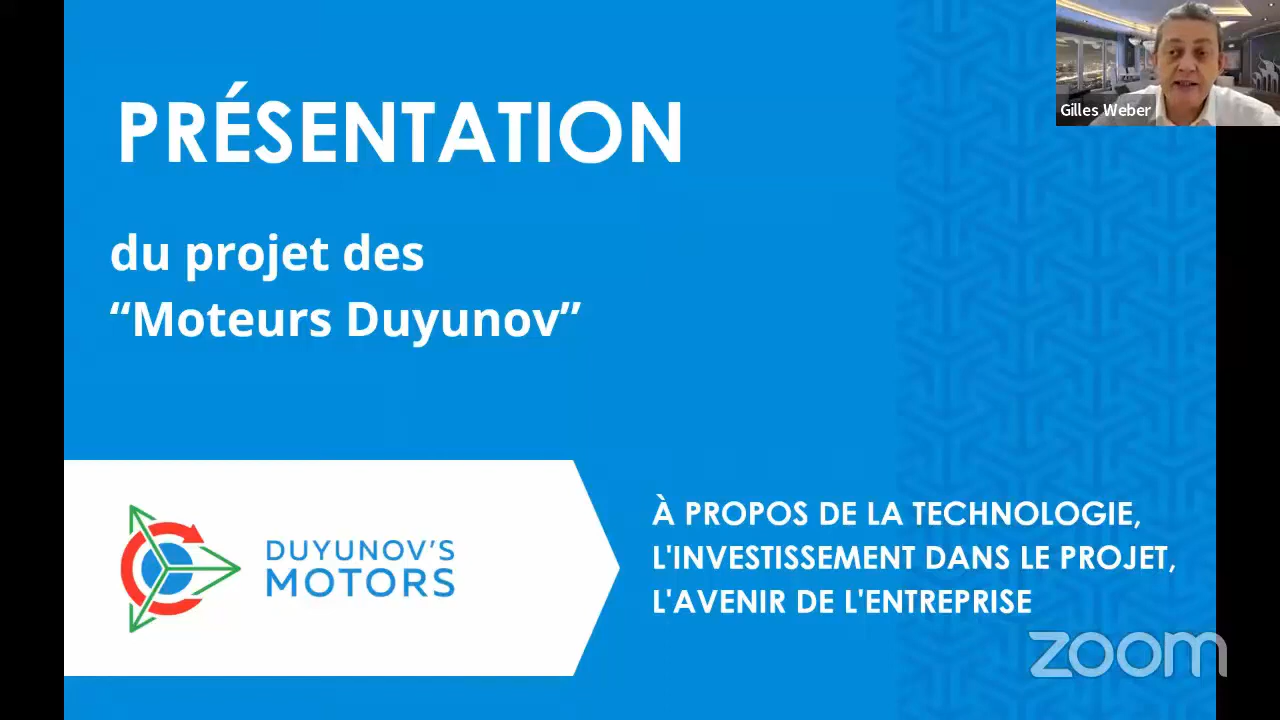 PRÉSENTATION
du projet des
“Moteurs Duyunov”
DUYUNOV'S
MOTORS
À PROPOS DE LA TECHNOLOGIE,
L'INVESTISSEMENT DANS LE PROJET,
L'AVENIR DE L'ENTREPRISE
Gilles Weber
zoom